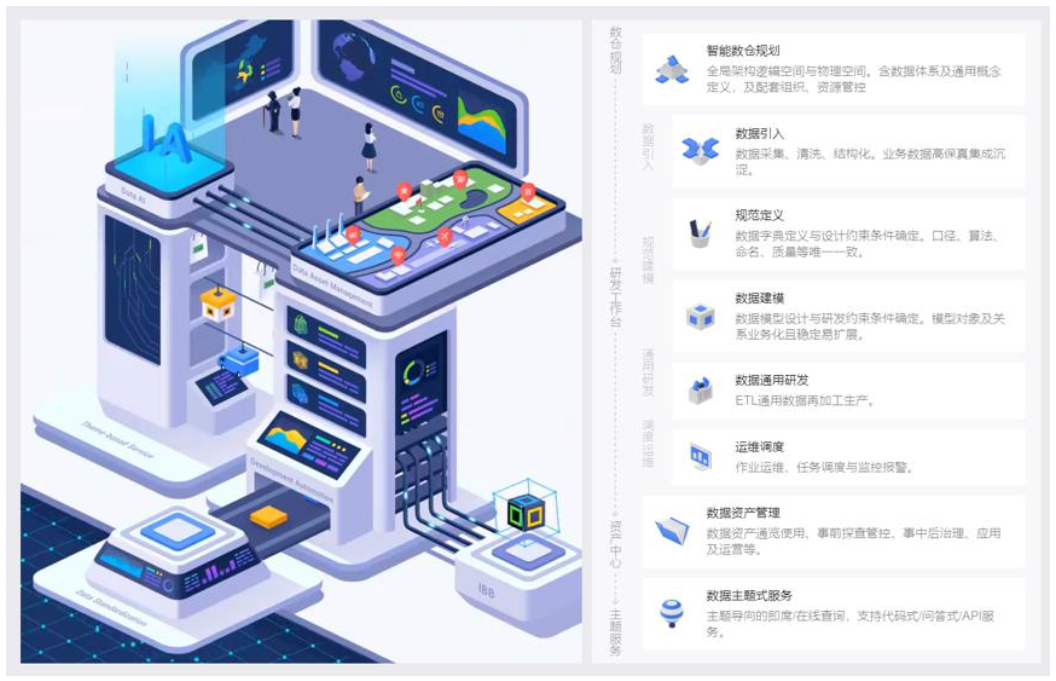 IA
Data AI
Data Asset Management
Theme-based Service
Development Automation
Data Standardization
IBB
数仓规划
研发工作台
资产中心
主题服务
数据引入
规范建模
通用研发
调度运维
智能数仓规划
全局架构逻辑空间与物理空间。含数据体系及通用概念
定义，及配套组织、资源管控
数据引入
数据采集、清洗、结构化。业务数据高保真集成沉
淀。
规范定义
数据字典定义与设计约束条件确定。口径、算法、
命名、质量等唯一一致。
数据建模
数据模型设计与研发约束条件确定。模型对象及关
系业务化且稳定易扩展。
数据通用研发
ETL通用数据再加工生产。
运维调度
作业运维、任务调度与监控报警。
数据资产管理
数据资产通览使用、事前探查管控、事中后治理、应用
及运营等。
数据主题式服务
主题导向的即席/在线查询，支持代码式/问答式/API服
务。